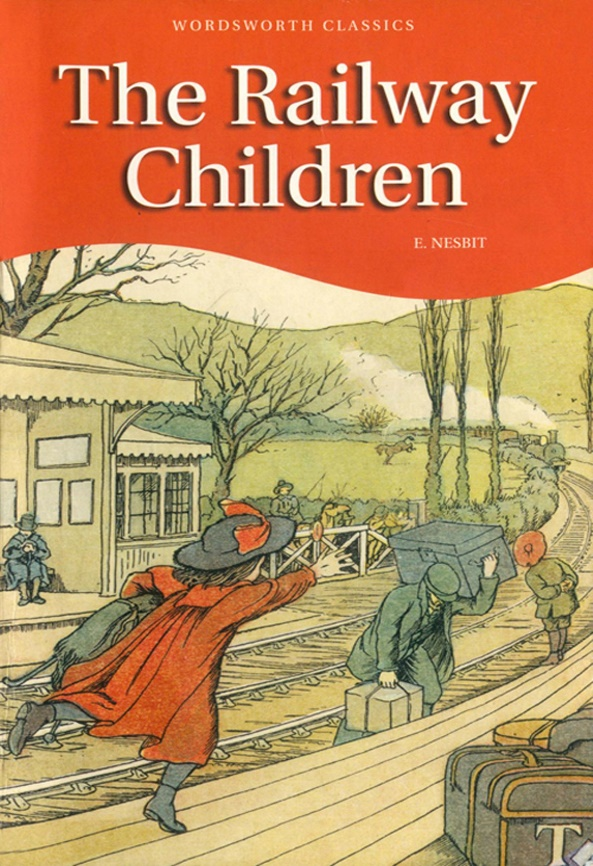 WORDSWORTH CLASSICS
The Railway
Children
E. NESBIT
T